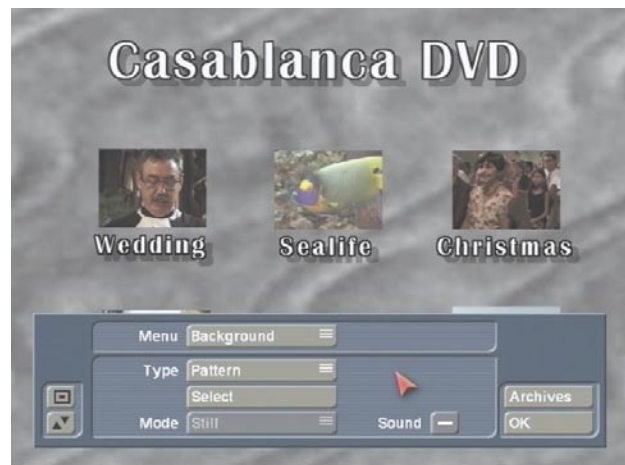 Casablanca DVD
Wedding Sealife Christmas
Menu Background
Type Pattern
Select Archives
Mode Still Sound OK